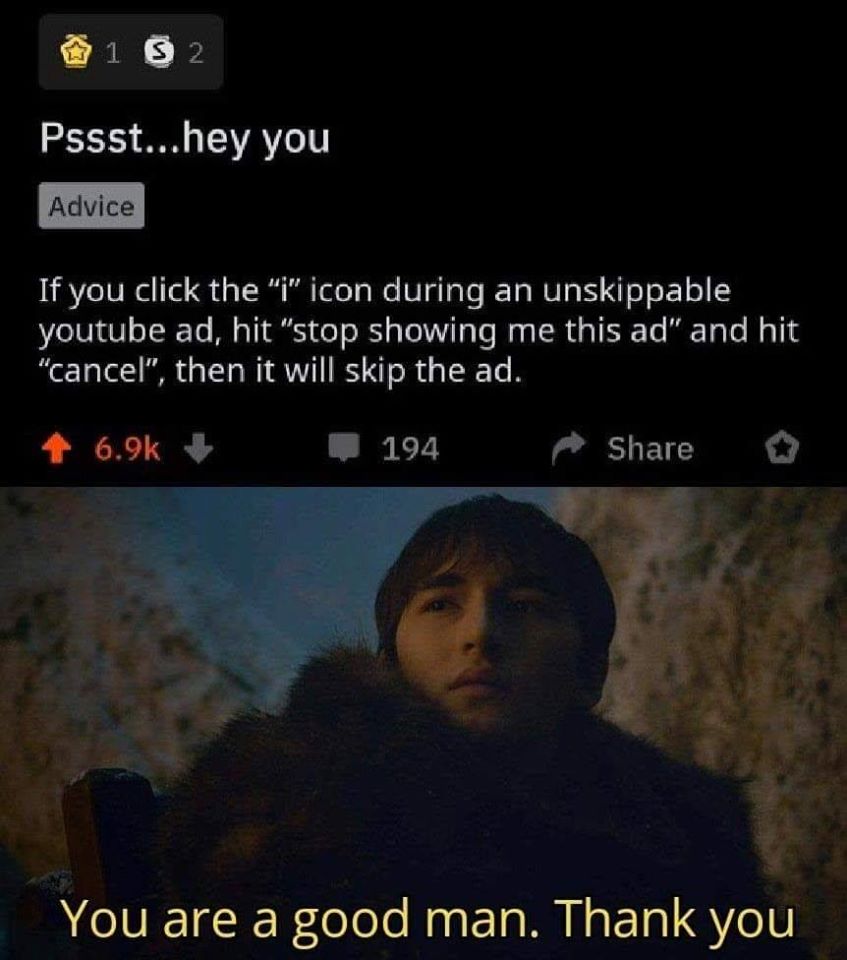 1 S 2
Pssst...hey you
Advice
If you click the “i” icon during an unskippable
youtube ad, hit “stop showing me this ad” and hit
“cancel”, then it will skip the ad.
6.9k 194 Share
You are a good man. Thank you